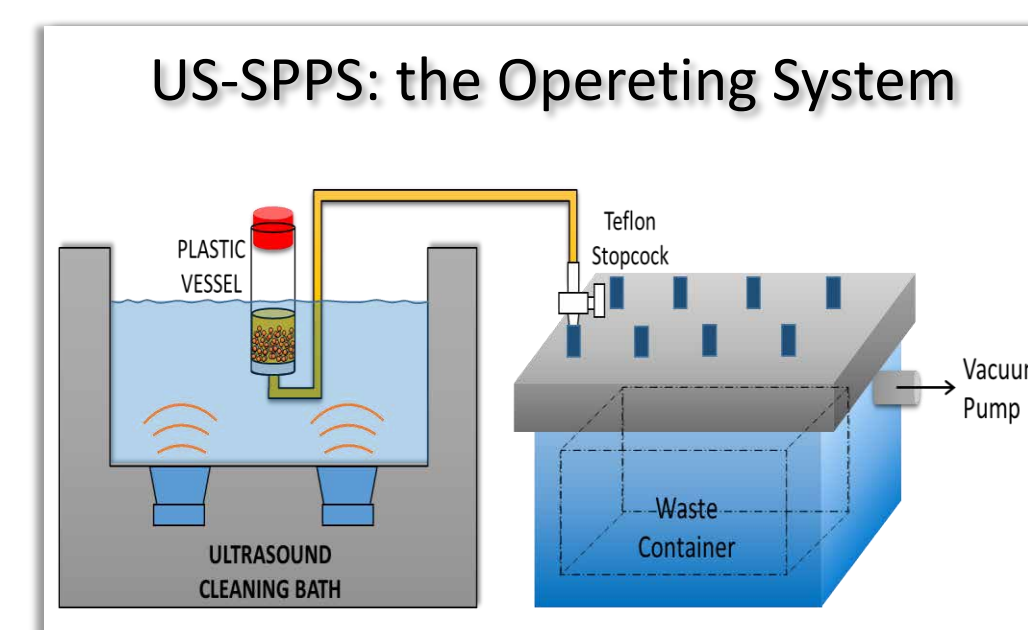 US-SPPS: the Opereting System
PLASTIC
VESSEL
Teflon
Stopcock
Vacuum
Pump
Waste
Container
ULTRASOUND
CLEANING BATH